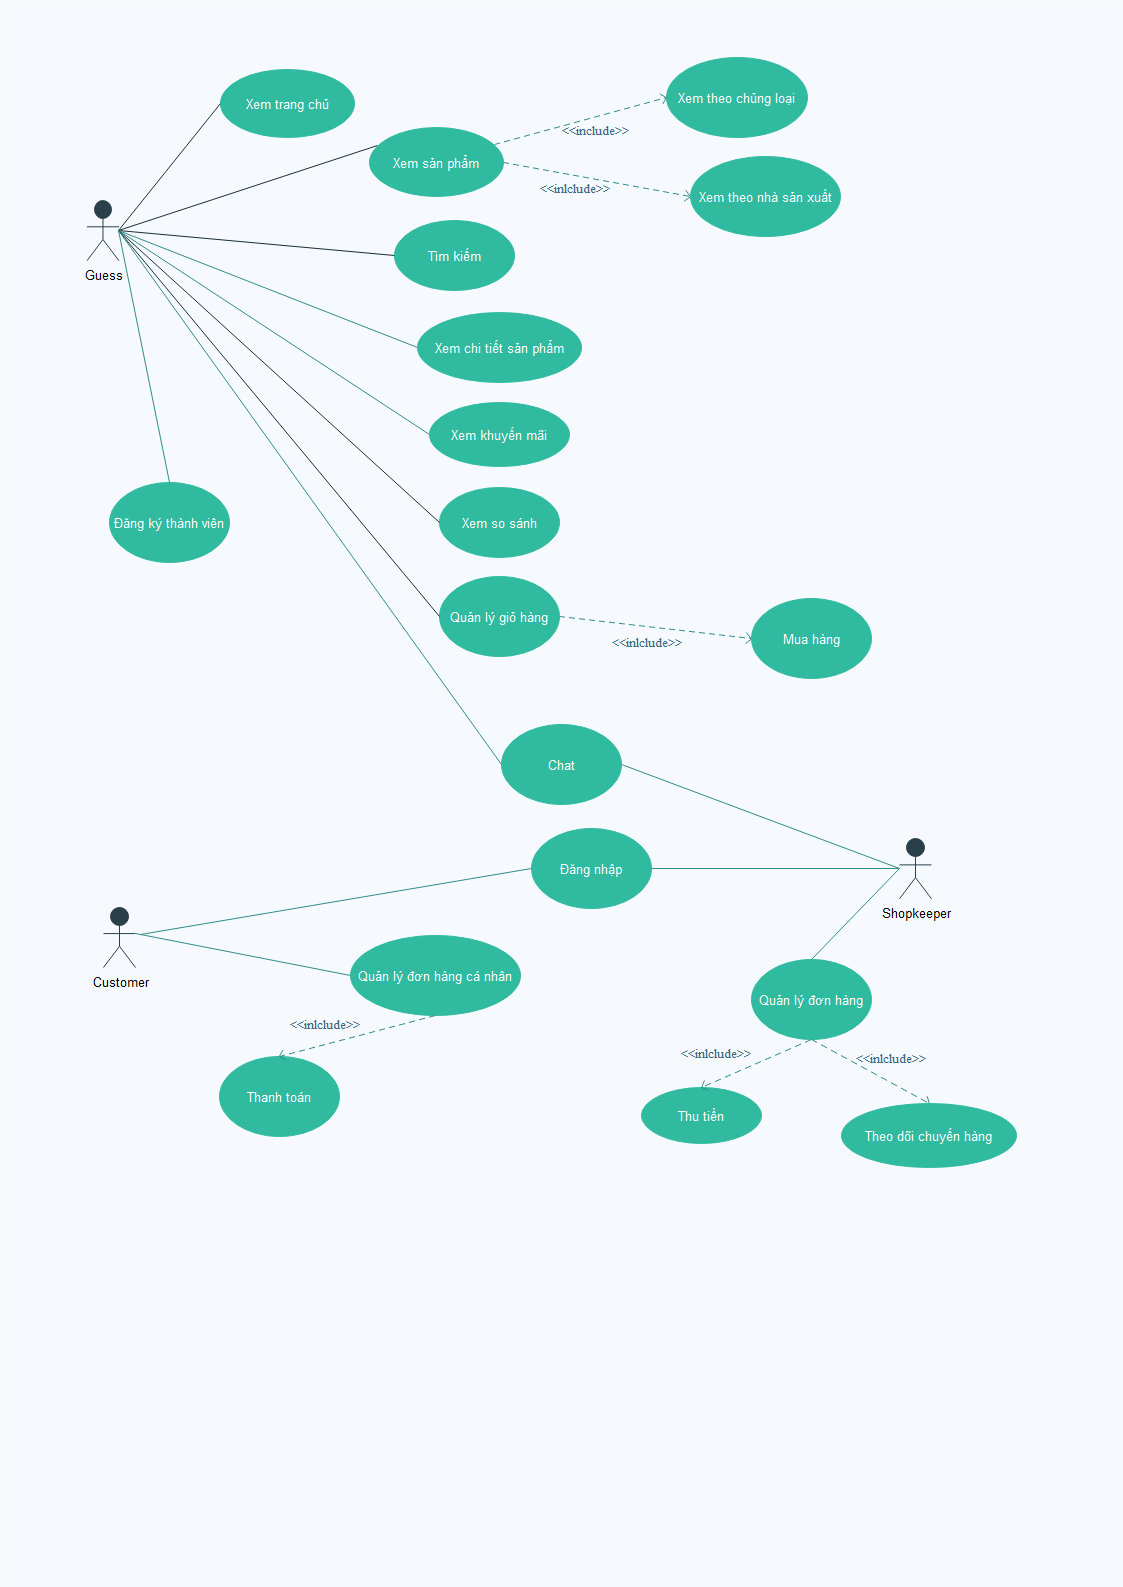 Xem trang chủ
Xem theo chủng loại
<<include>>
Xem sản phẩm
<<inlclude>>
Xem theo nhà sản xuất
Tìm kiếm
Guess
Xem chi tiết sản phẩm
Xem khuyến mãi
Xem so sánh
Đăng ký thành viên
Quản lý giỏ hàng
<<inlclude>>
Mua hàng
Chat
Đăng nhập
Shopkeeper
Customer
Quản lý đơn hàng cá nhân
Quản lý đơn hàng
<<inlclude>>
<<inlclude>>
<<inlclude>>
Thanh toán
Thu tiền
Theo dõi chuyến hàng